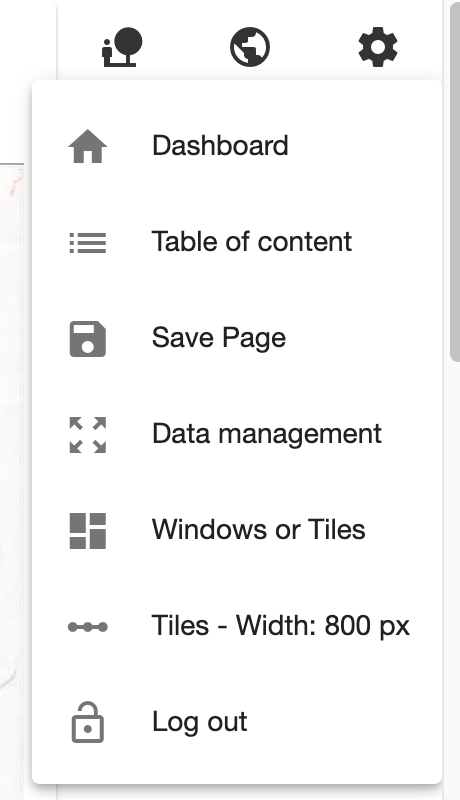 Dashboard
Table of content
Save Page
Data management
Windows or Tiles
Tiles - Width: 800 px
Log out